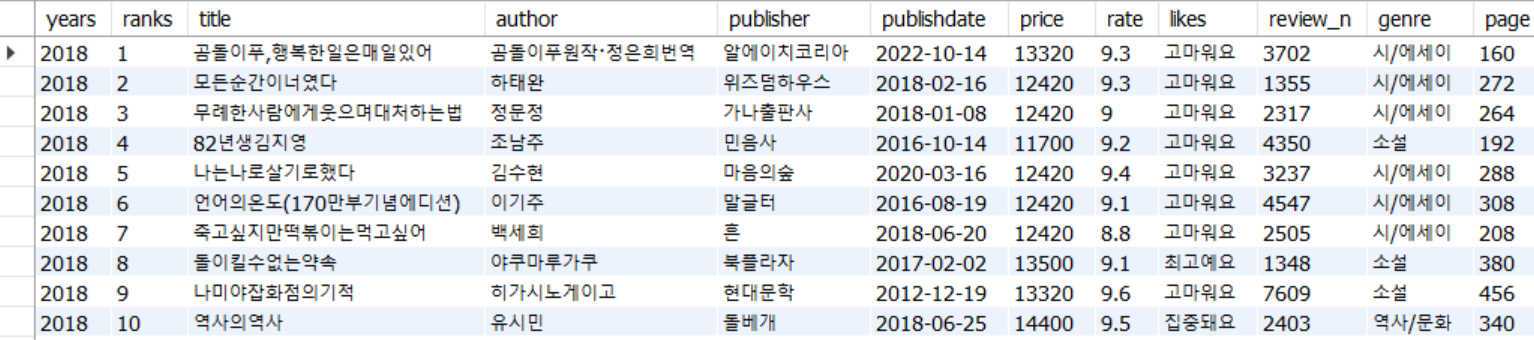 years ranks title author publisher publishdate price rate likes review_n genre page
2018 1 곰돌이푸,행복한일은매일있어 곰돌이푸원작·정은희번역 알에이치코리아 2022-10-14 13320 9.3 고마워요 3702 시/에세이 160
2018 2 모든순간이너였다 하태완 위즈덤하우스 2018-02-16 12420 9.3 고마워요 1355 시/에세이 272
2018 3 무례한사람에게웃으며대처하는법 정문정 가나출판사 2018-01-08 12420 9 고마워요 2317 시/에세이 264
2018 4 82년생김지영 조남주 민음사 2016-10-14 11700 9.2 고마워요 4350 소설 192
2018 5 나는나로살기로했다 김수현 마음의숲 2020-03-16 12420 9.4 고마워요 3237 시/에세이 288
2018 6 언어의온도(170만부기념에디션) 이기주 말글터 2016-08-19 12420 9.1 고마워요 4547 시/에세이 308
2018 7 죽고싶지만떡볶이는먹고싶어 백세희 흔 2018-06-20 12420 8.8 고마워요 2505 시/에세이 208
2018 8 돌이킬수없는약속 야쿠마루가쿠 북플라자 2017-02-02 13500 9.1 최고예요 1348 소설 380
2018 9 나미야잡화점의기적 히가시노게이고 현대문학 2012-12-19 13320 9.6 고마워요 7609 소설 456
2018 10 역사의역사 유시민 돌베개 2018-06-25 14400 9.5 집중돼요 2403 역사/문화 340